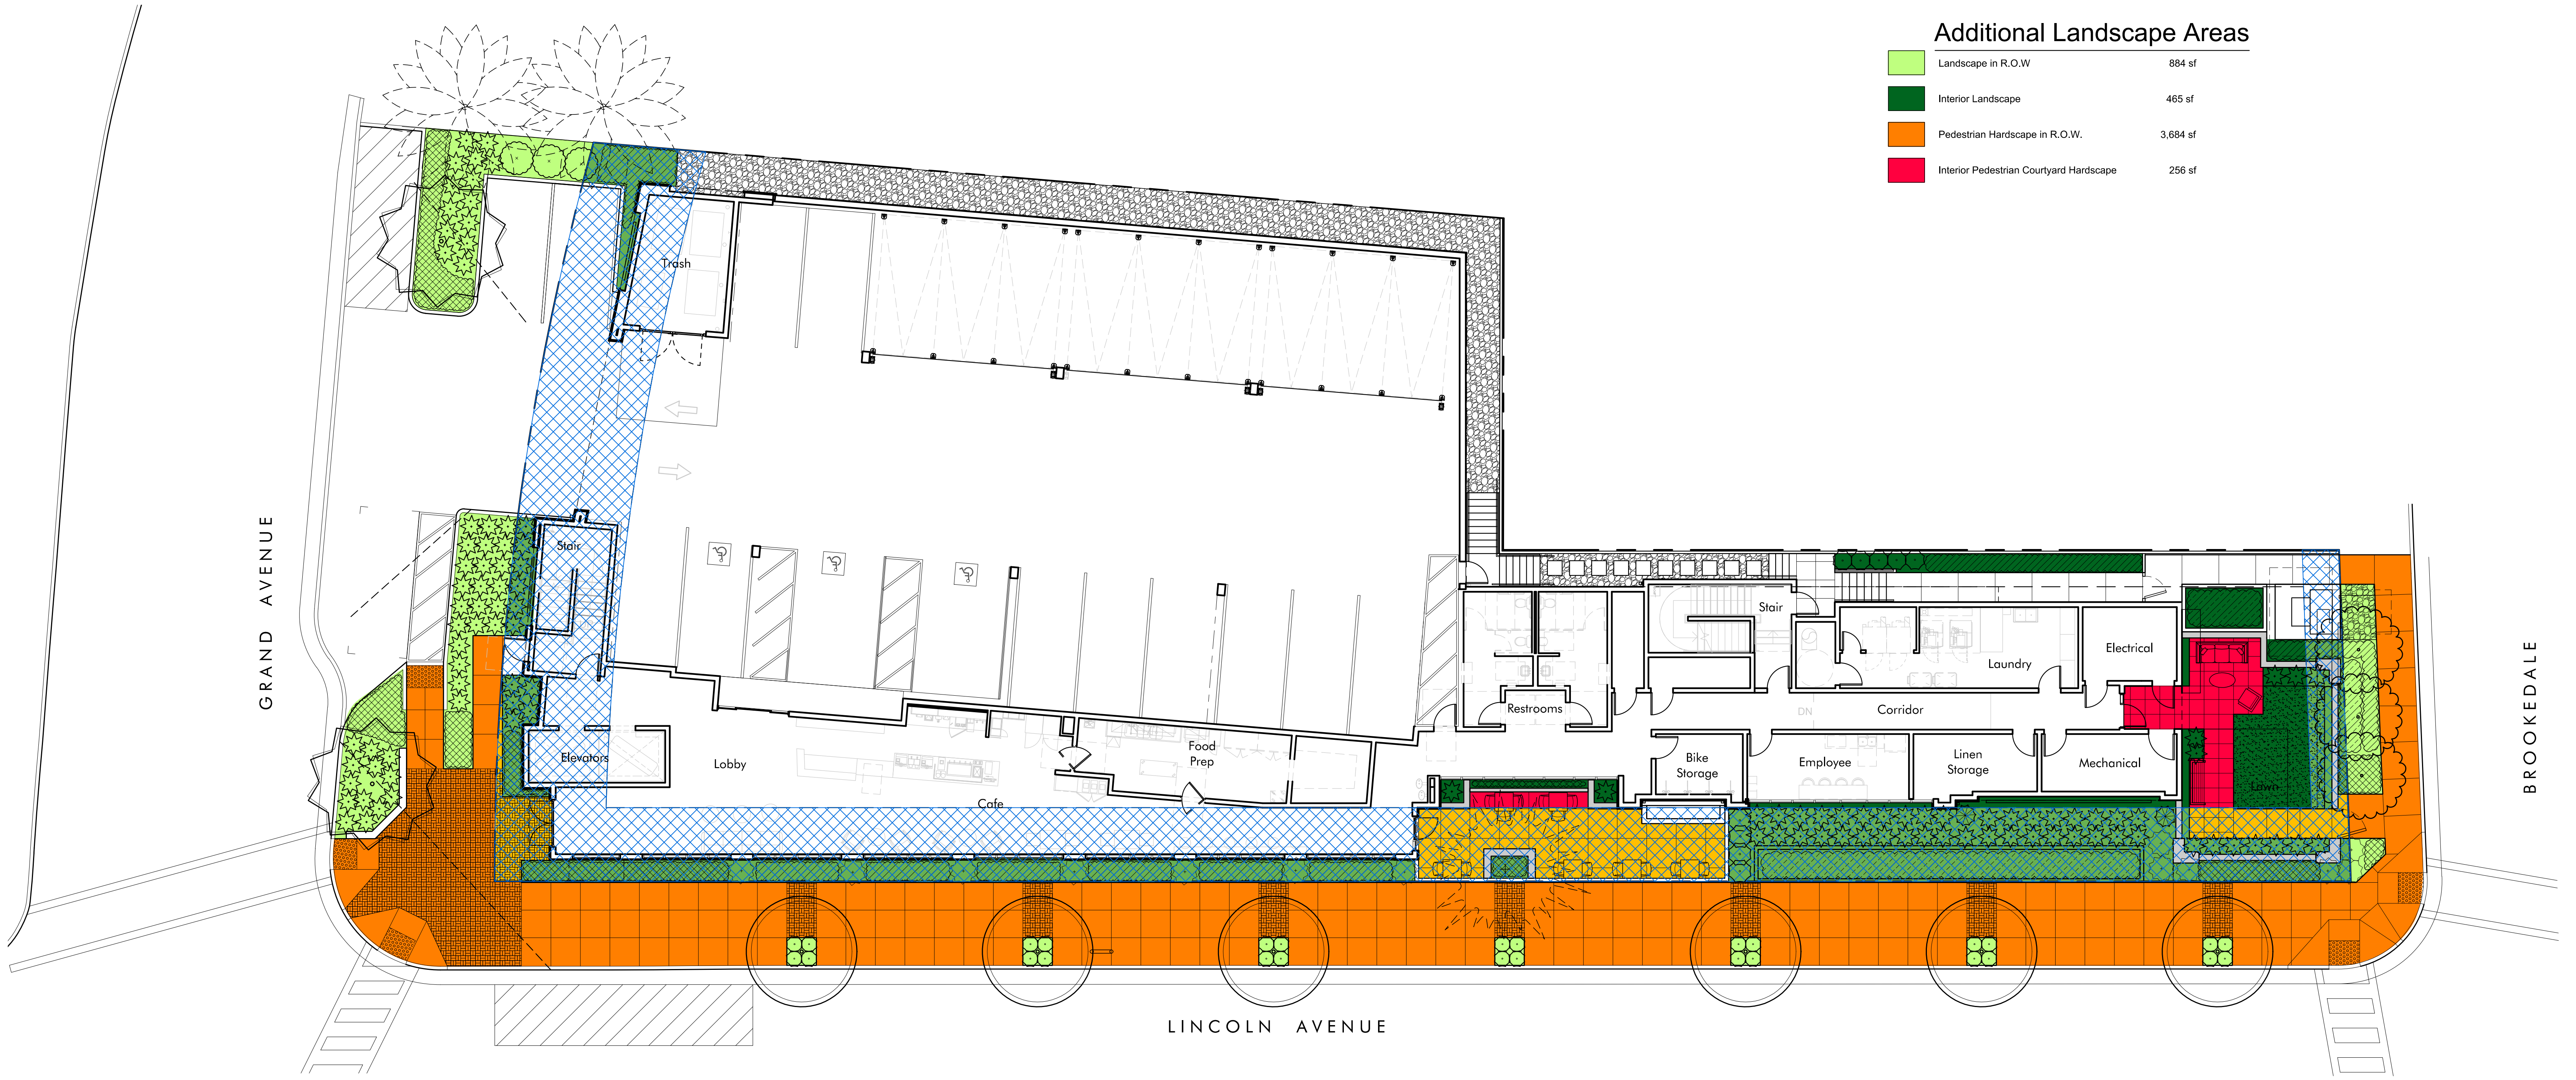 Additional Landscape Areas
Landscape in R.O.W 884 sf
Interior Landscape 465 sf
Pedestrian Hardscape in R.O.W. 3,684 sf
Interior Pedestrian Courtyard Hardscape 256 sf
Trash
Stair
GRAND AVENUE
Stair
Laundry
Electrical
BROOKEDALE
Restrooms
DN
Corridor
Elevators
Lobby
Food
Prep
Bike
Storage
Employee
Linen
Storage
Mechanical
Lawn
Cafe
LINCOLN AVENUE